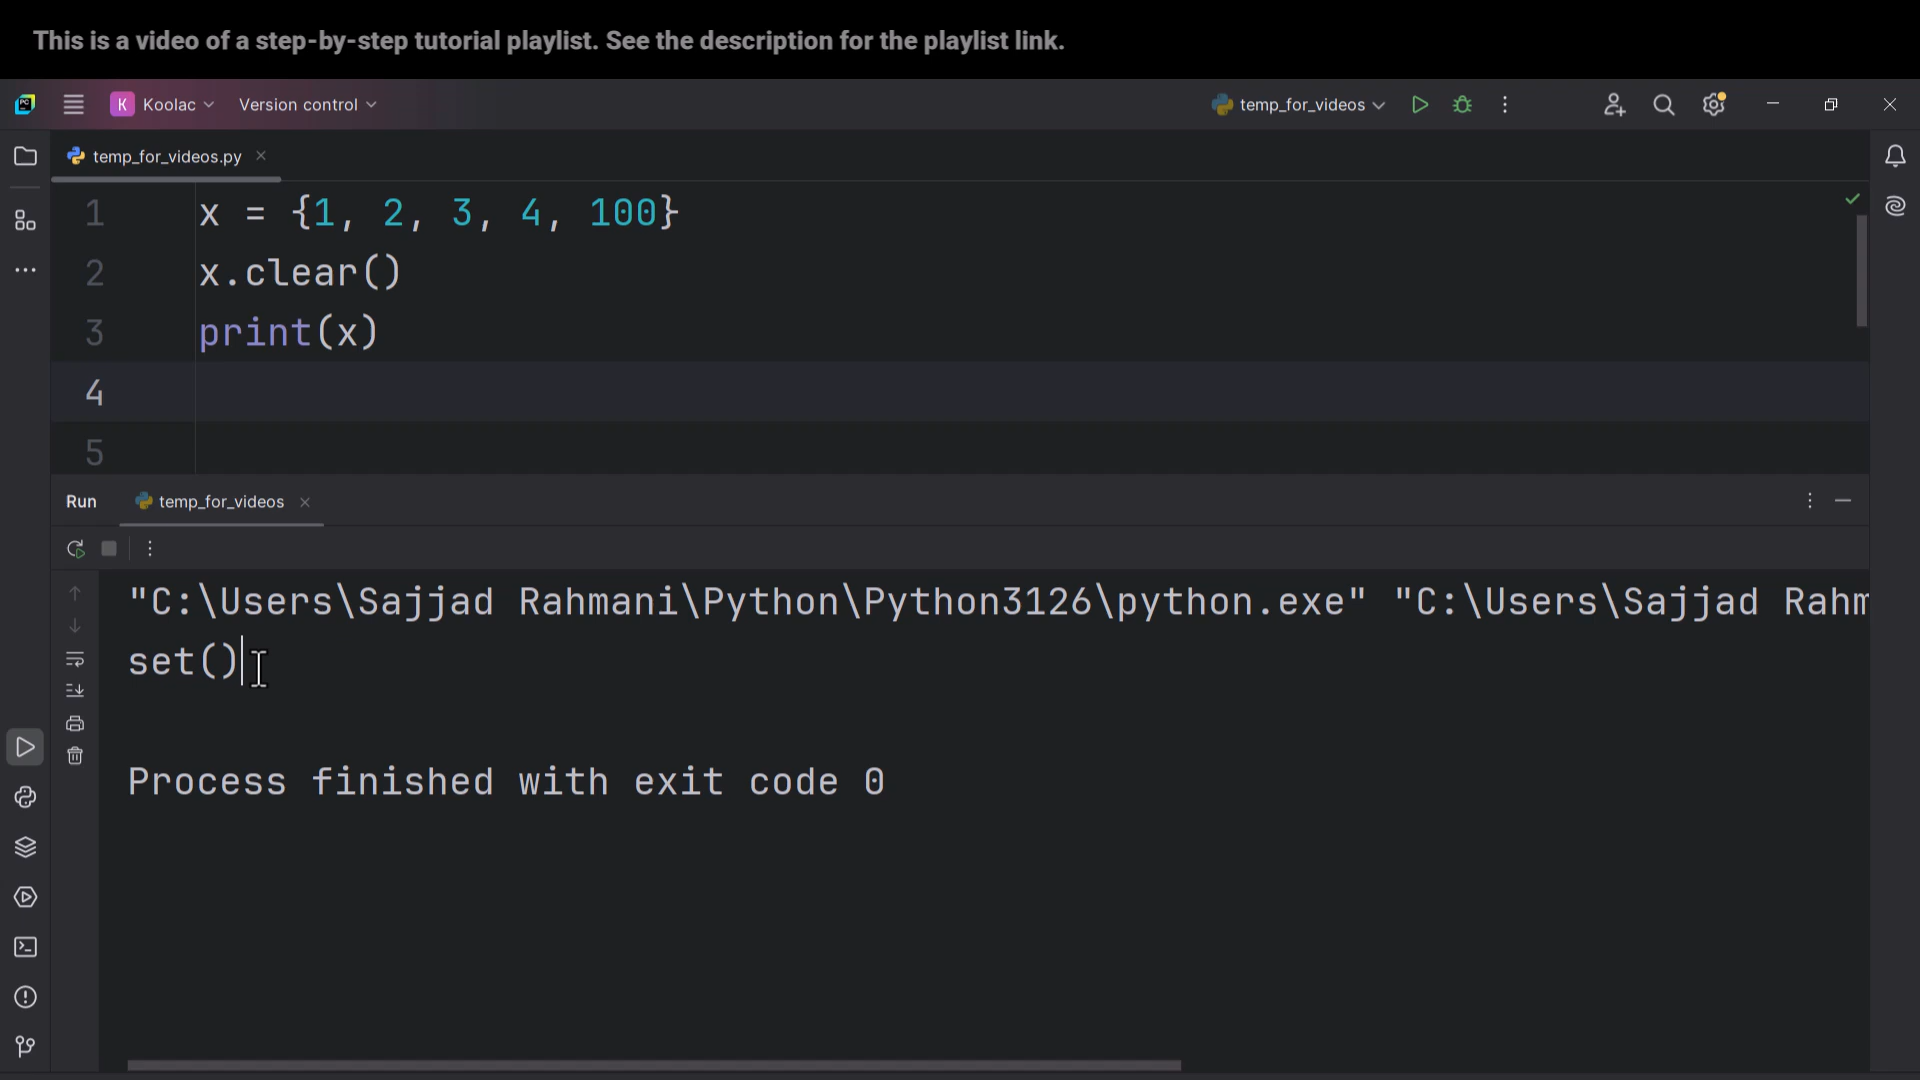 This is a video of a step-by-step tutorial playlist. See the description for the playlist link.
K Koolac Version control temp_for_videos
temp_for_videos.py
1 x = {1, 2, 3, 4, 100}
2 x.clear()
3 print(x)
4
5
Run temp_for_videos
"C:\Users\Sajjad Rahmani\Python\Python3126\python.exe" "C:\Users\Sajjad Rahm
set()
Process finished with exit code 0